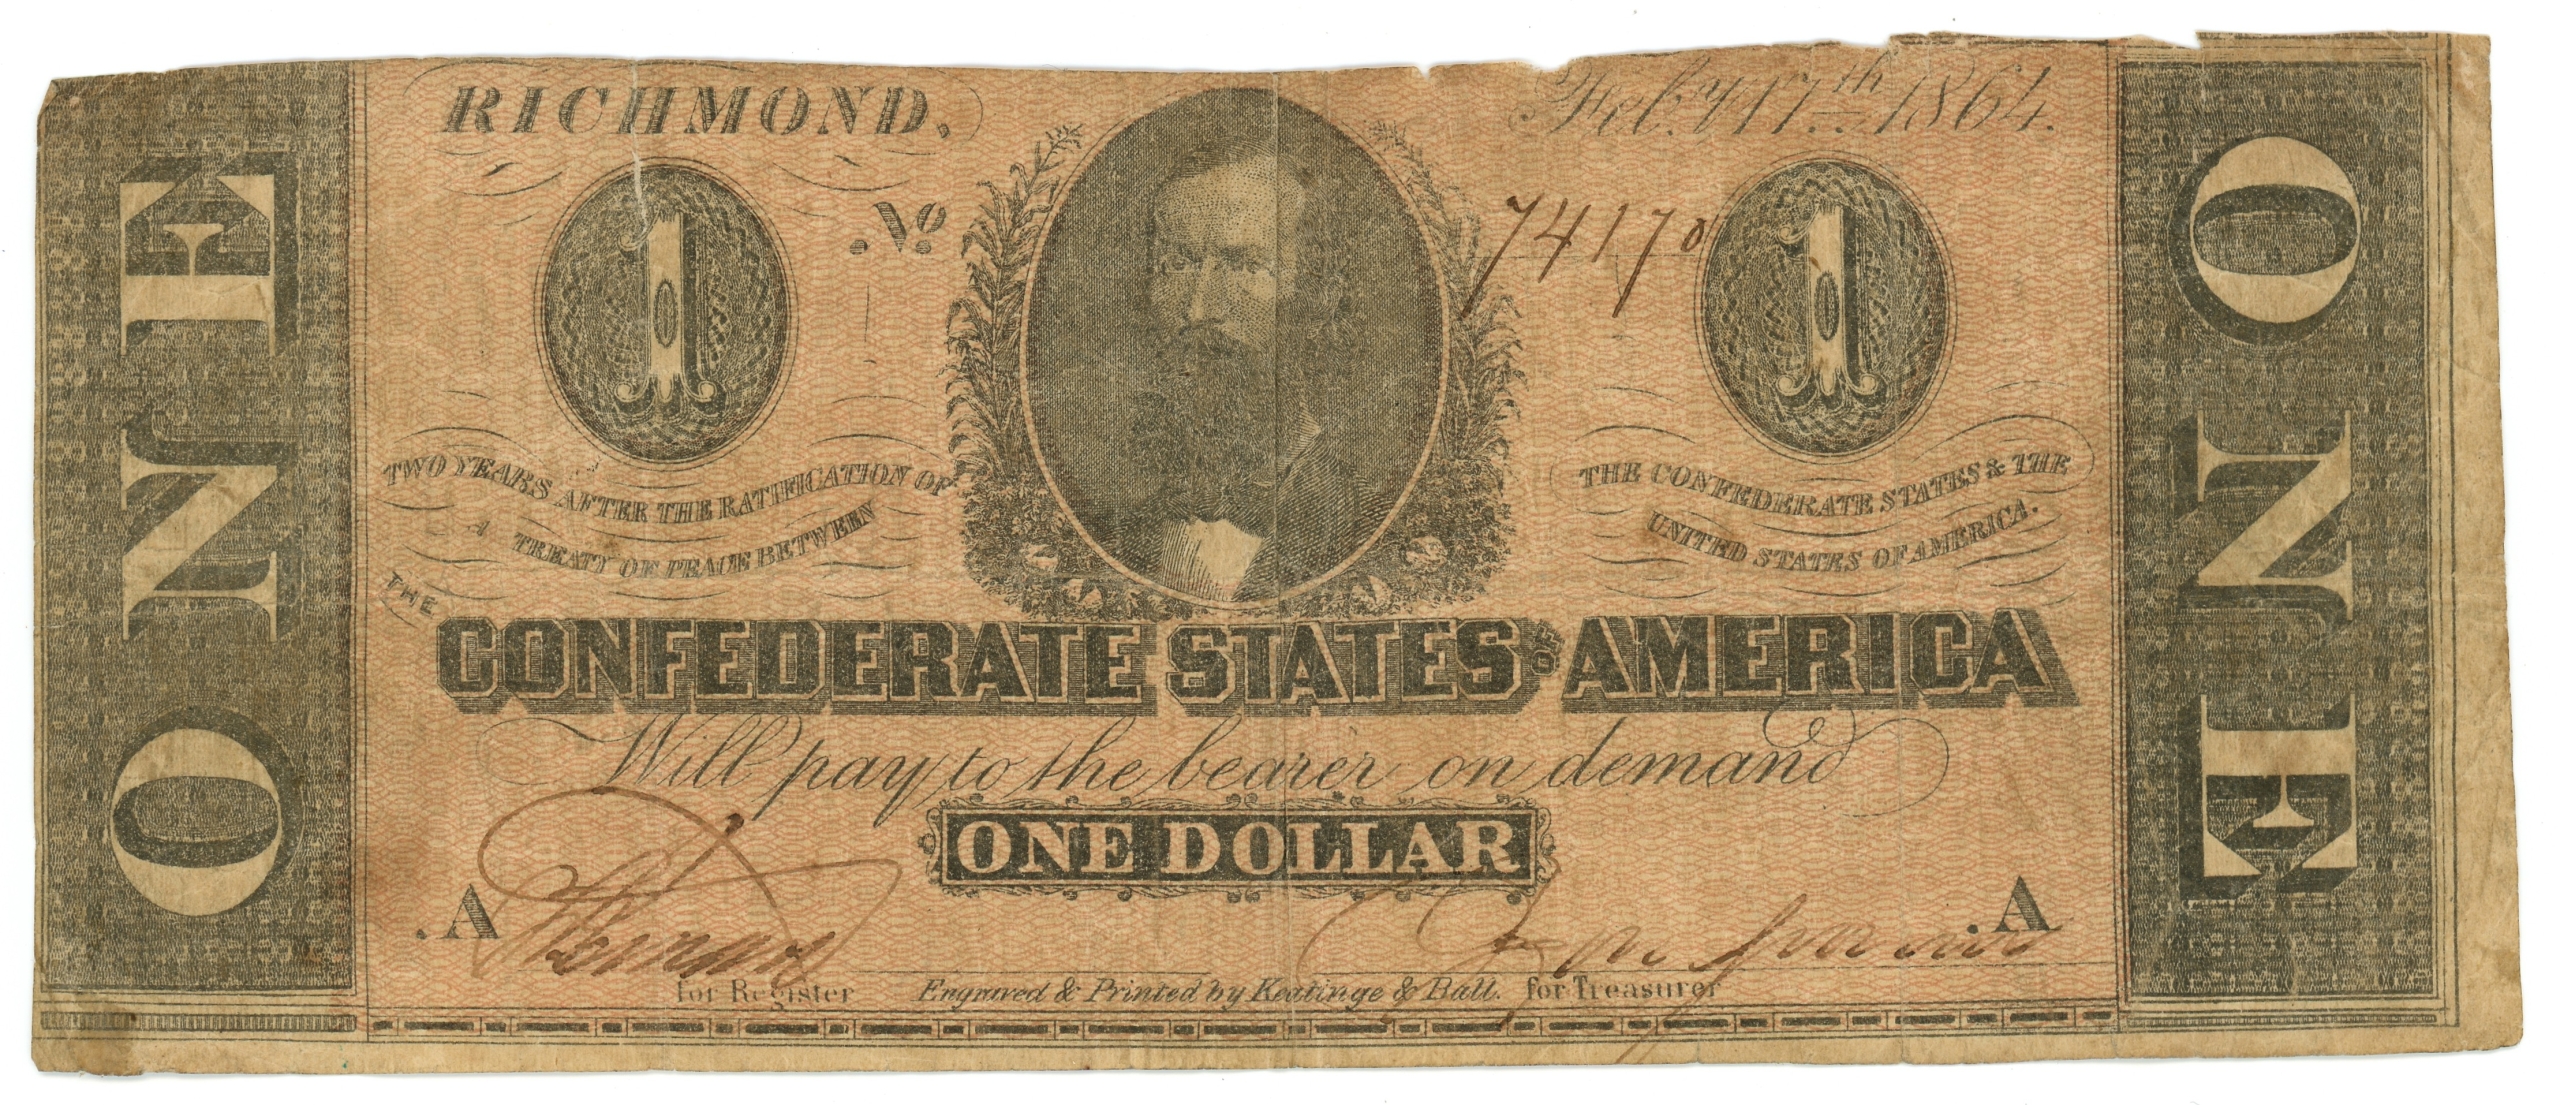 RICHMOND,
Feb.y 17th 1864.
No 74170
1
1
ONE
ONE
TWO YEARS AFTER THE RATIFICATION OF
A TREATY OF PEACE BETWEEN
THE CONFEDERATE STATES & THE
UNITED STATES OF AMERICA.
THE
CONFEDERATE STATES OF AMERICA
Will pay to the bearer on demand
ONE DOLLAR
A
A
for Register
Engraved & Printed by Keatinge & Ball.
for Treasurer